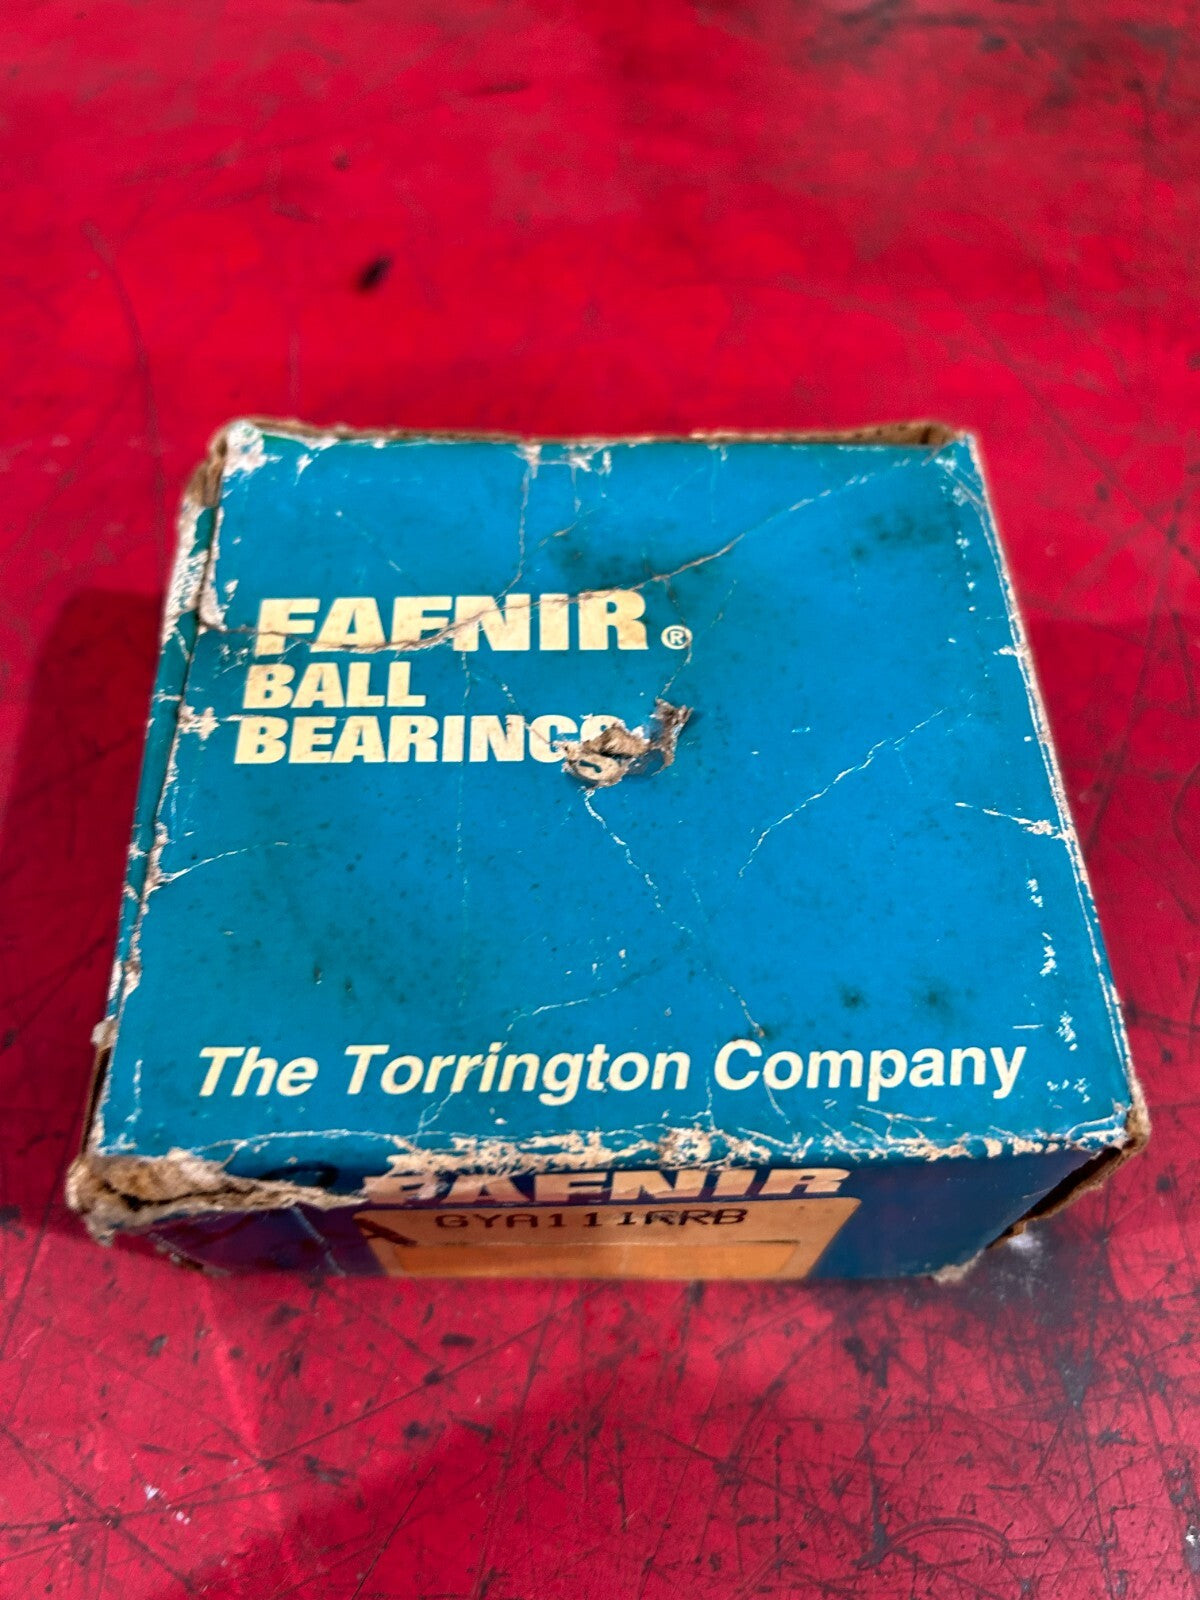 FAFNIR®
BALL
BEARINGS
The Torrington Company
FAFNIR
GYA111RRB